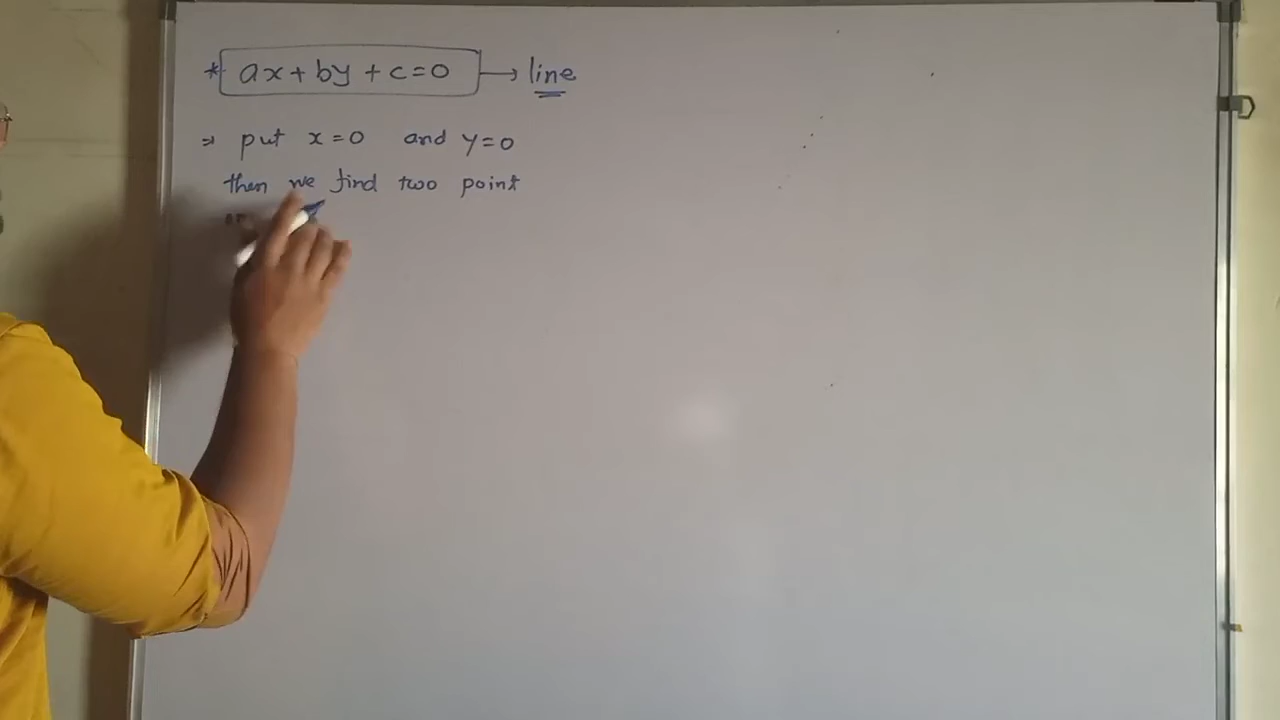 * ax + by + c = 0 → line
⇒ put x = 0 and y = 0
then we find two point